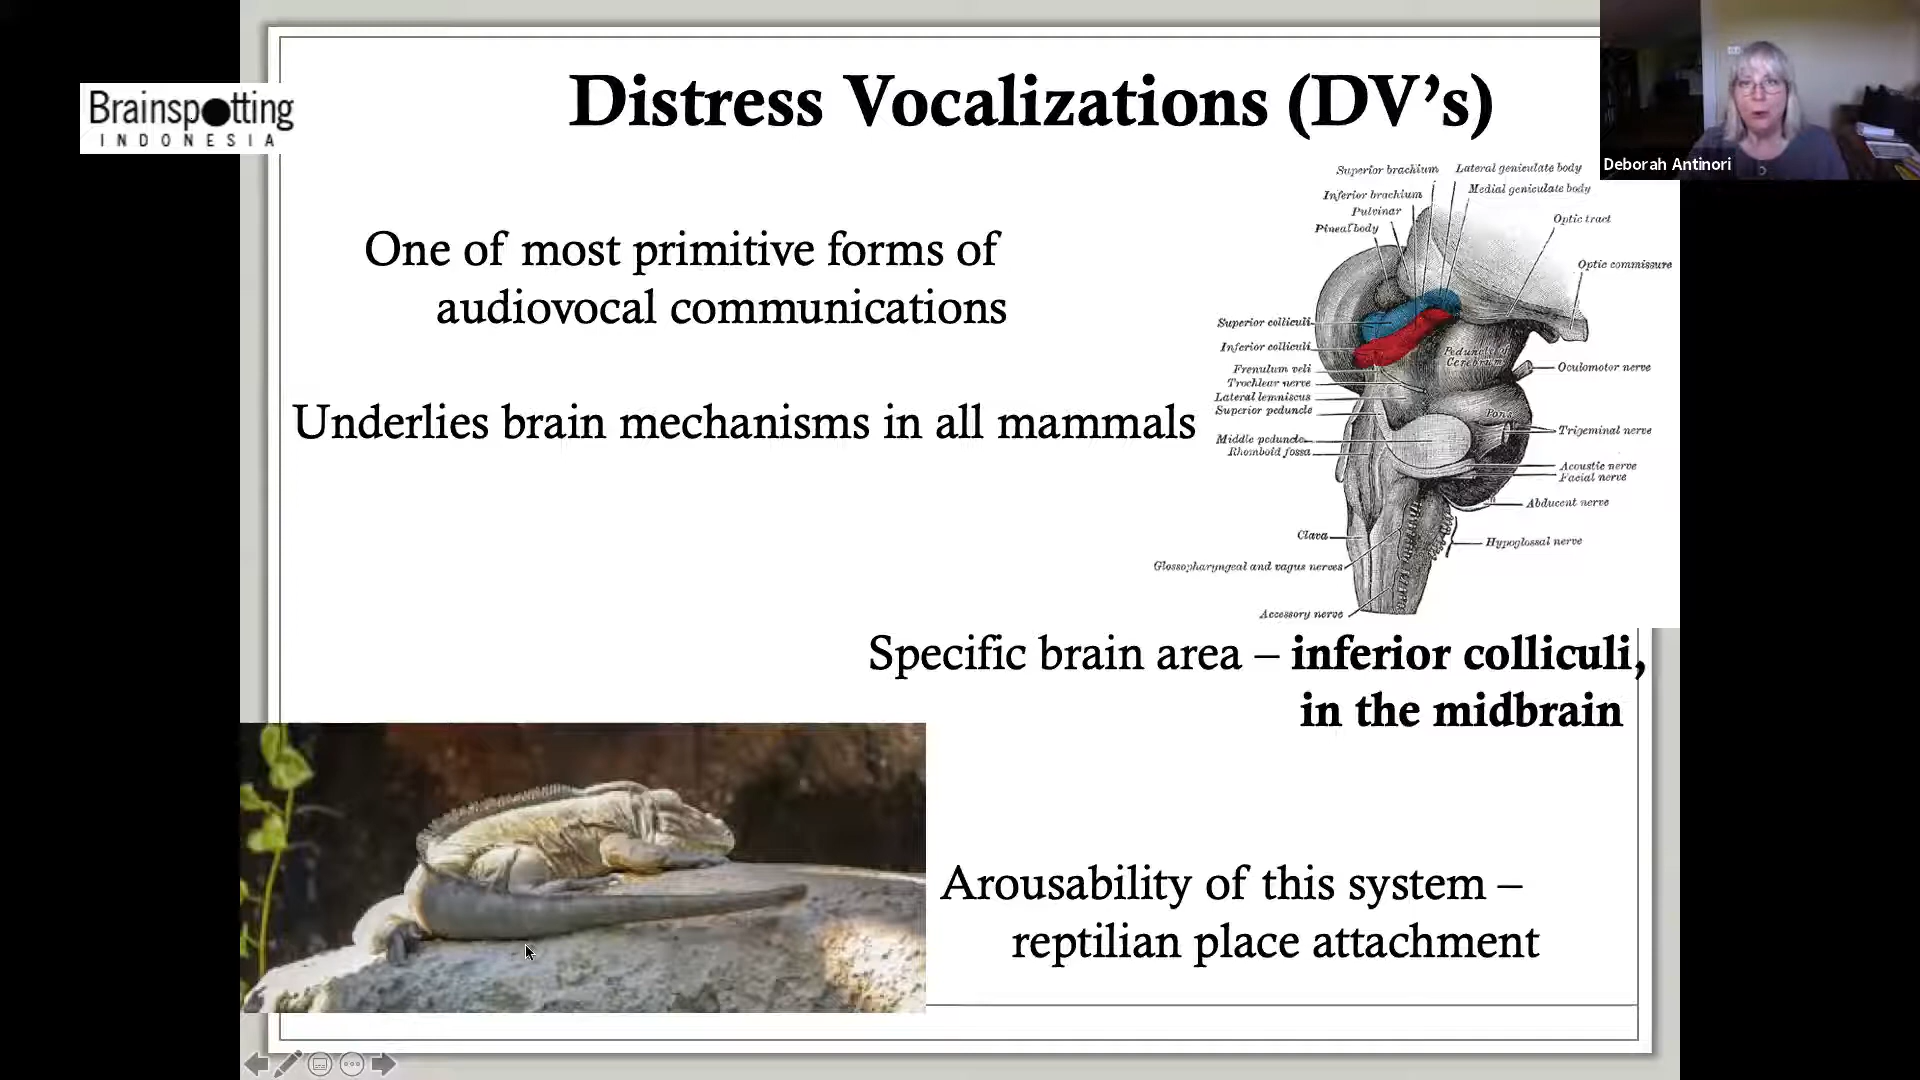 Brainspotting
INDONESIA
Distress Vocalizations (DV's)
Deborah Antinori
One of most primitive forms of
audiovocal communications
Underlies brain mechanisms in all mammals
Superior brachium
Lateral geniculate body
Inferior brachium
Medial geniculate body
Pulvinar
Pineal body
Optic tract
Optic commissure
Superior colliculi
Inferior colliculi
Frenulum veli
Trochlear nerve
Lateral lemniscus
Superior peduncle
Middle peduncle
Rhomboid fossa
Peduncle of
Cerebrum
Oculomotor nerve
Pons
Trigeminal nerve
Acoustic nerve
Facial nerve
Abducent nerve
Clava
Hypoglossal nerve
Glossopharyngeal and vagus nerves
Accessory nerve
Specific brain area – inferior colliculi,
in the midbrain
Arousability of this system –
reptilian place attachment